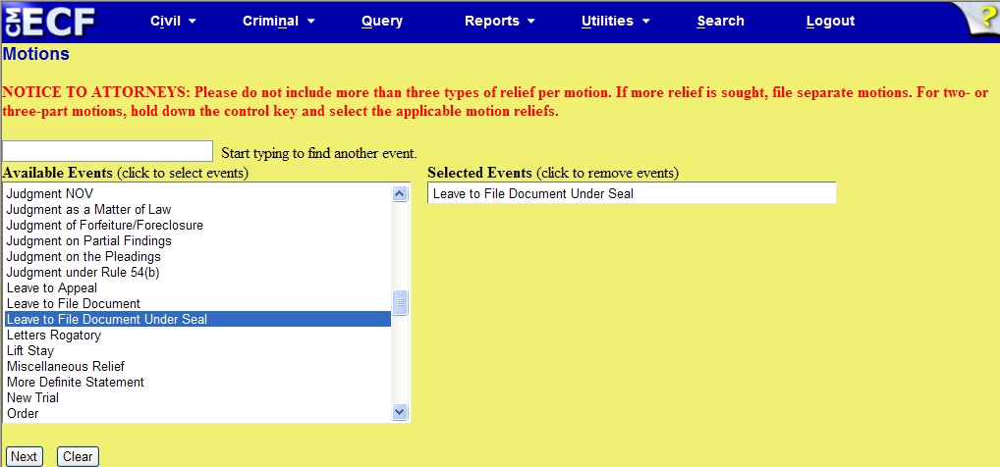 CM ECF Civil Criminal Query Reports Utilities Search Logout ?
Motions
NOTICE TO ATTORNEYS: Please do not include more than three types of relief per motion. If more relief is sought, file separate motions. For two- or
three-part motions, hold down the control key and select the applicable motion reliefs.
Start typing to find another event.
Available Events (click to select events) Selected Events (click to remove events)
Judgment NOV Leave to File Document Under Seal
Judgment as a Matter of Law
Judgment of Forfeiture/Foreclosure
Judgment on Partial Findings
Judgment on the Pleadings
Judgment under Rule 54(b)
Leave to Appeal
Leave to File Document
Leave to File Document Under Seal
Letters Rogatory
Lift Stay
Miscellaneous Relief
More Definite Statement
New Trial
Order
Next Clear